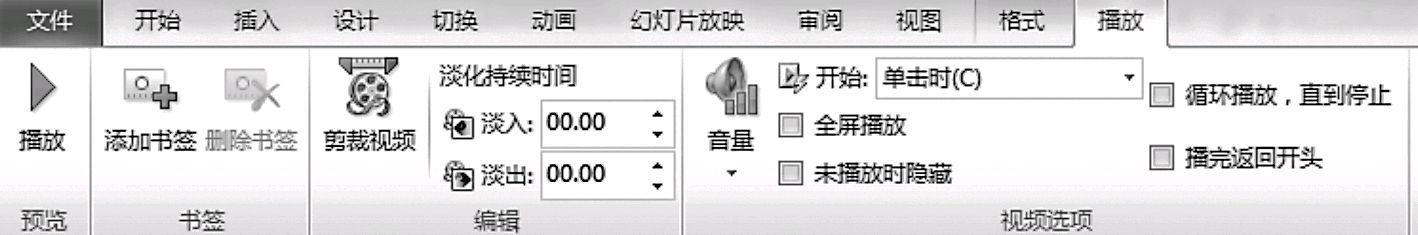 文件 开始 插入 设计 切换 动画 幻灯片放映 审阅 视图 格式 播放
播放
添加书签 删除书签
剪裁视频
淡化持续时间
淡入: 00.00
淡出: 00.00
音量
开始: 单击时(C)
全屏播放
未播放时隐藏
循环播放，直到停止
播完返回开头
预览 书签 编辑 视频选项